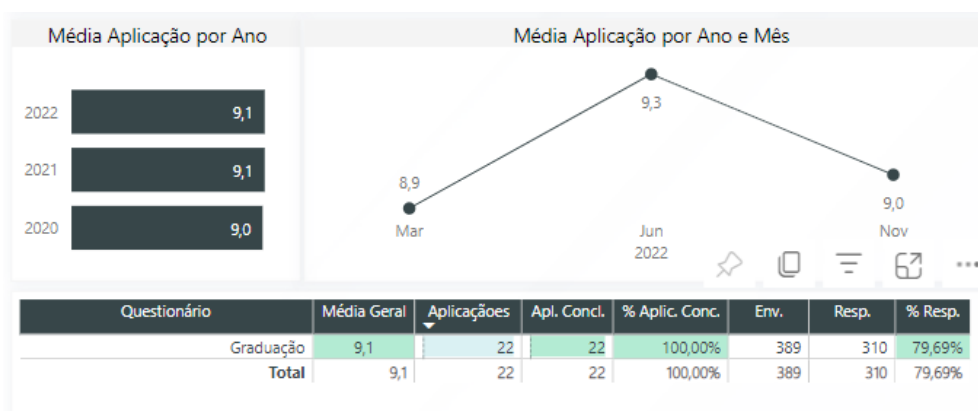 Média Aplicação por Ano
2022 9,1
2021 9,1
2020 9,0
Média Aplicação por Ano e Mês
9,3
8,9
9,0
Mar Jun Nov
2022
Questionário Média Geral Aplicaçãoes Apl. Concl. % Aplic. Conc. Env. Resp. % Resp.
Graduação 9,1 22 22 100,00% 389 310 79,69%
Total 9,1 22 22 100,00% 389 310 79,69%